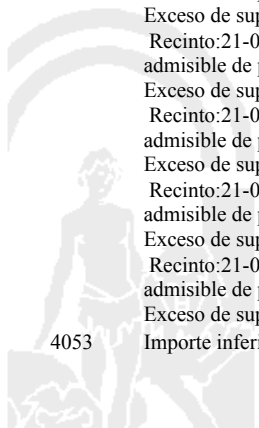 Exceso de sup
Recinto:21-0
admisible de p
Exceso de sup
Recinto:21-0
admisible de p
Exceso de sup
Recinto:21-0
admisible de p
Exceso de sup
Recinto:21-0
admisible de p
Exceso de sup
4053 Importe inferi